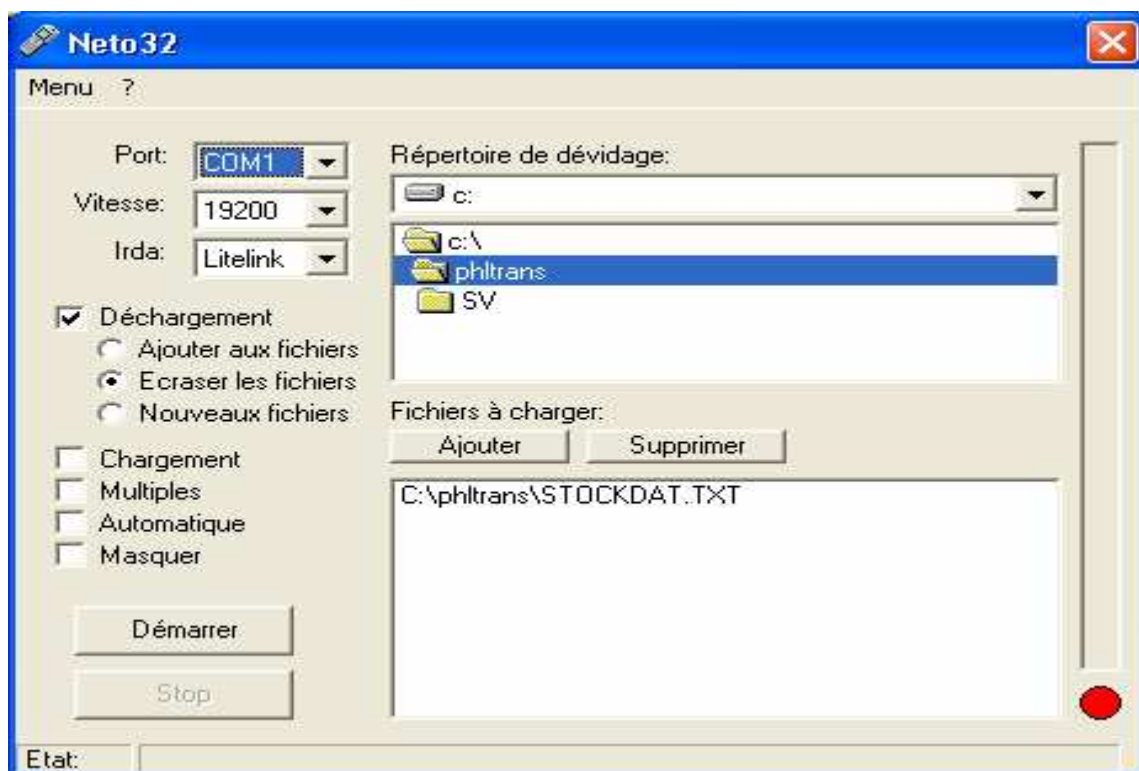 Neto32
Menu ?
Port: COM1
Vitesse: 19200
Irda: Litelink
Déchargement
Ajouter aux fichiers
Ecraser les fichiers
Nouveaux fichiers
Chargement
Multiples
Automatique
Masquer
Démarrer
Stop
Répertoire de dévidage:
c:
c:\
phltrans
SV
Fichiers à charger:
Ajouter Supprimer
C:\phltrans\STOCKDAT.TXT
Etat: